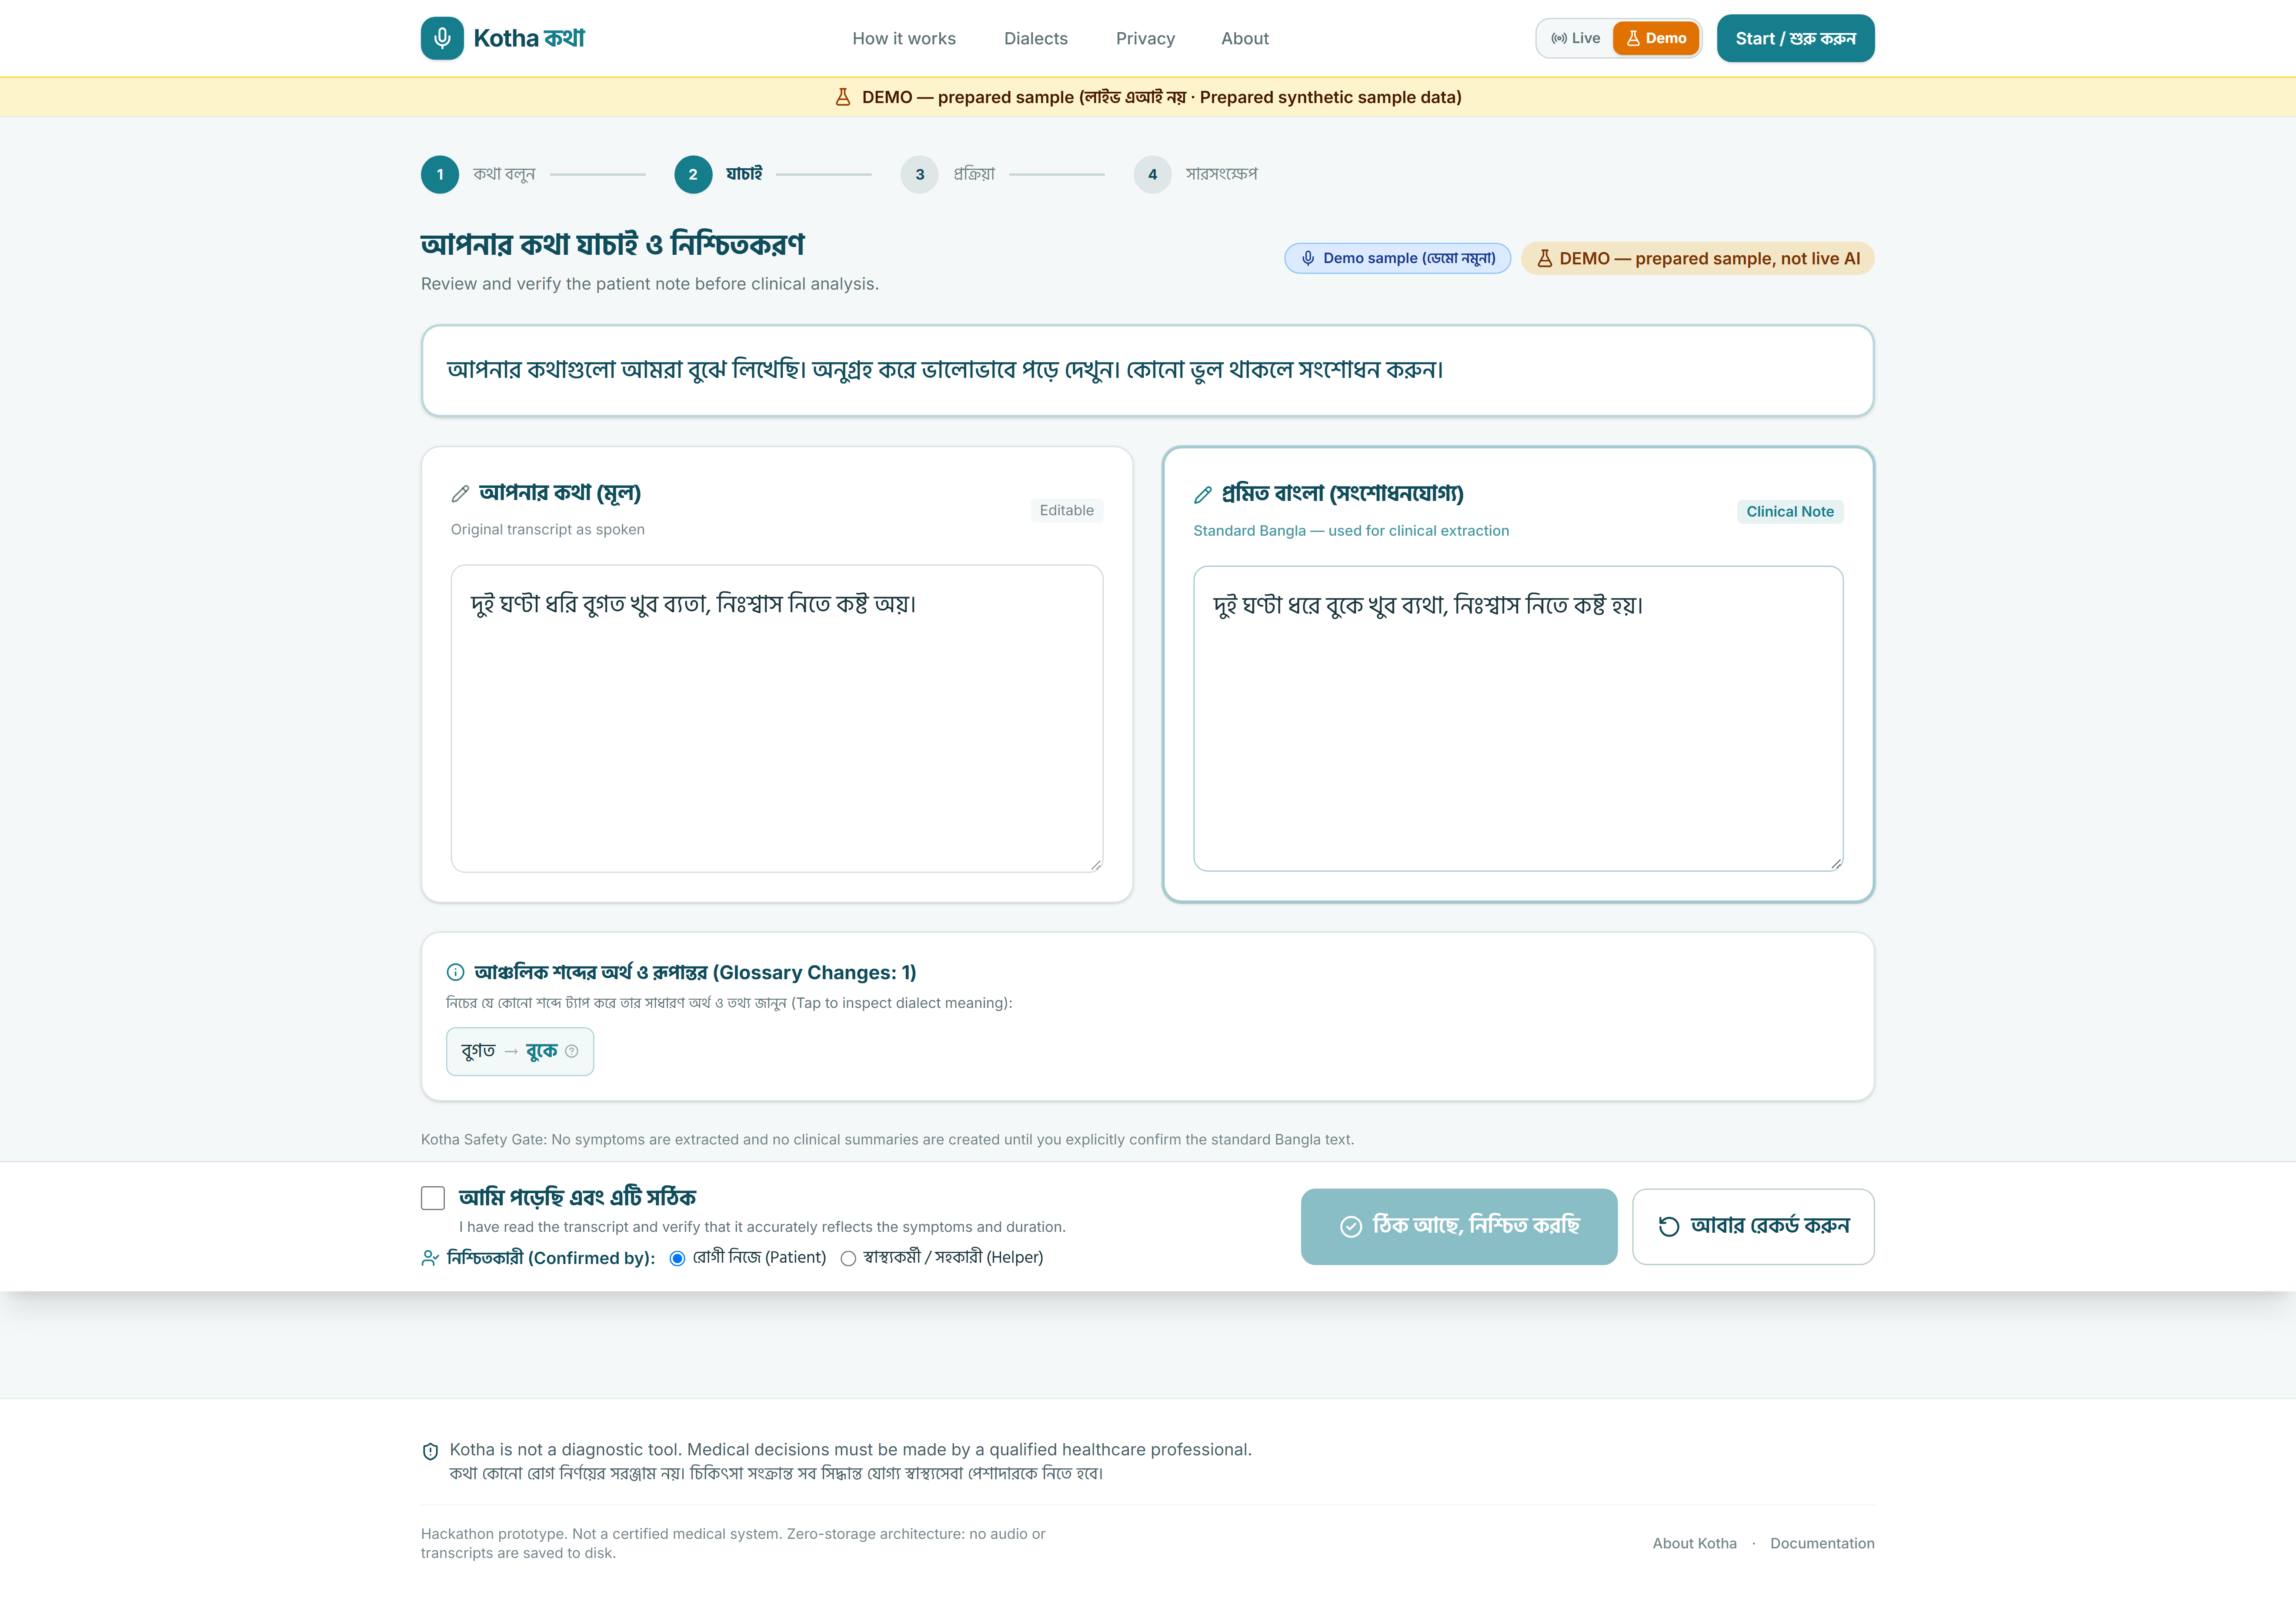 Kotha কথা
How it works
Dialects
Privacy
About
Live
Demo
Start / শুরু করুন
DEMO — prepared sample (লাইভ এআই নয় · Prepared synthetic sample data)
1 কথা বলুন
2 যাচাই
3 প্রক্রিয়া
4 সারসংক্ষেপ
আপনার কথা যাচাই ও নিশ্চিতকরণ
Review and verify the patient note before clinical analysis.
Demo sample (ডেমো নমুনা)
DEMO — prepared sample, not live AI
আপনার কথাগুলো আমরা বুঝে লিখেছি। অনুগ্রহ করে ভালোভাবে পড়ে দেখুন। কোনো ভুল থাকলে সংশোধন করুন।
আপনার কথা (মূল)
Original transcript as spoken
Editable
দুই ঘণ্টা ধরি বুগত খুব ব্যতা, নিঃশ্বাস নিতে কষ্ট অয়।
প্রমিত বাংলা (সংশোধনযোগ্য)
Standard Bangla — used for clinical extraction
Clinical Note
দুই ঘণ্টা ধরে বুকে খুব ব্যথা, নিঃশ্বাস নিতে কষ্ট হয়।
আঞ্চলিক শব্দের অর্থ ও রূপান্তর (Glossary Changes: 1)
নিচের যে কোনো শব্দে ট্যাপ করে তার সাধারণ অর্থ ও তথ্য জানুন (Tap to inspect dialect meaning):
বুগত → বুকে
Kotha Safety Gate: No symptoms are extracted and no clinical summaries are created until you explicitly confirm the standard Bangla text.
আমি পড়েছি এবং এটি সঠিক
I have read the transcript and verify that it accurately reflects the symptoms and duration.
নিশ্চিতকারী (Confirmed by): রোগী নিজে (Patient) স্বাস্থ্যকর্মী / সহকারী (Helper)
ঠিক আছে, নিশ্চিত করছি
আবার রেকর্ড করুন
Kotha is not a diagnostic tool. Medical decisions must be made by a qualified healthcare professional.
কথা কোনো রোগ নির্ণয়ের সরঞ্জাম নয়। চিকিৎসা সংক্রান্ত সব সিদ্ধান্ত যোগ্য স্বাস্থ্যসেবা পেশাদারকে নিতে হবে।
Hackathon prototype. Not a certified medical system. Zero-storage architecture: no audio or
transcripts are saved to disk.
About Kotha · Documentation